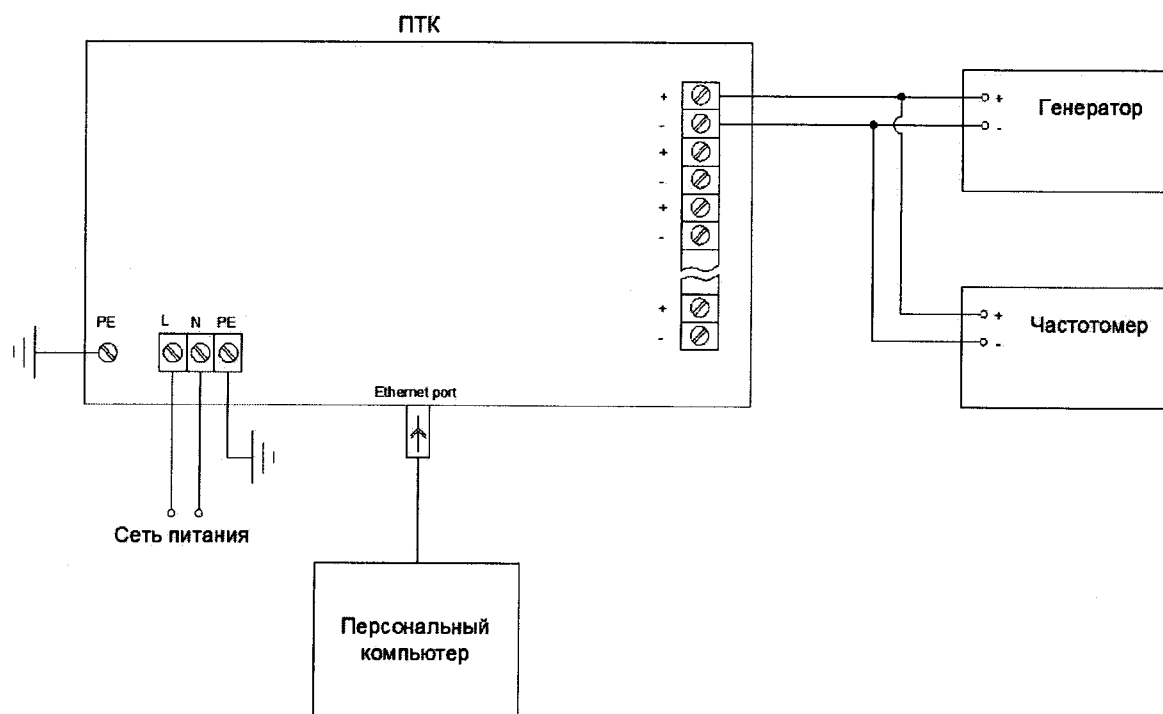 ПТК
+
-
+
-
+
-
+
-
+
-
Генератор
+
-
Частотомер
PE
L N PE
Ethernet port
Сеть питания
Персональный
компьютер